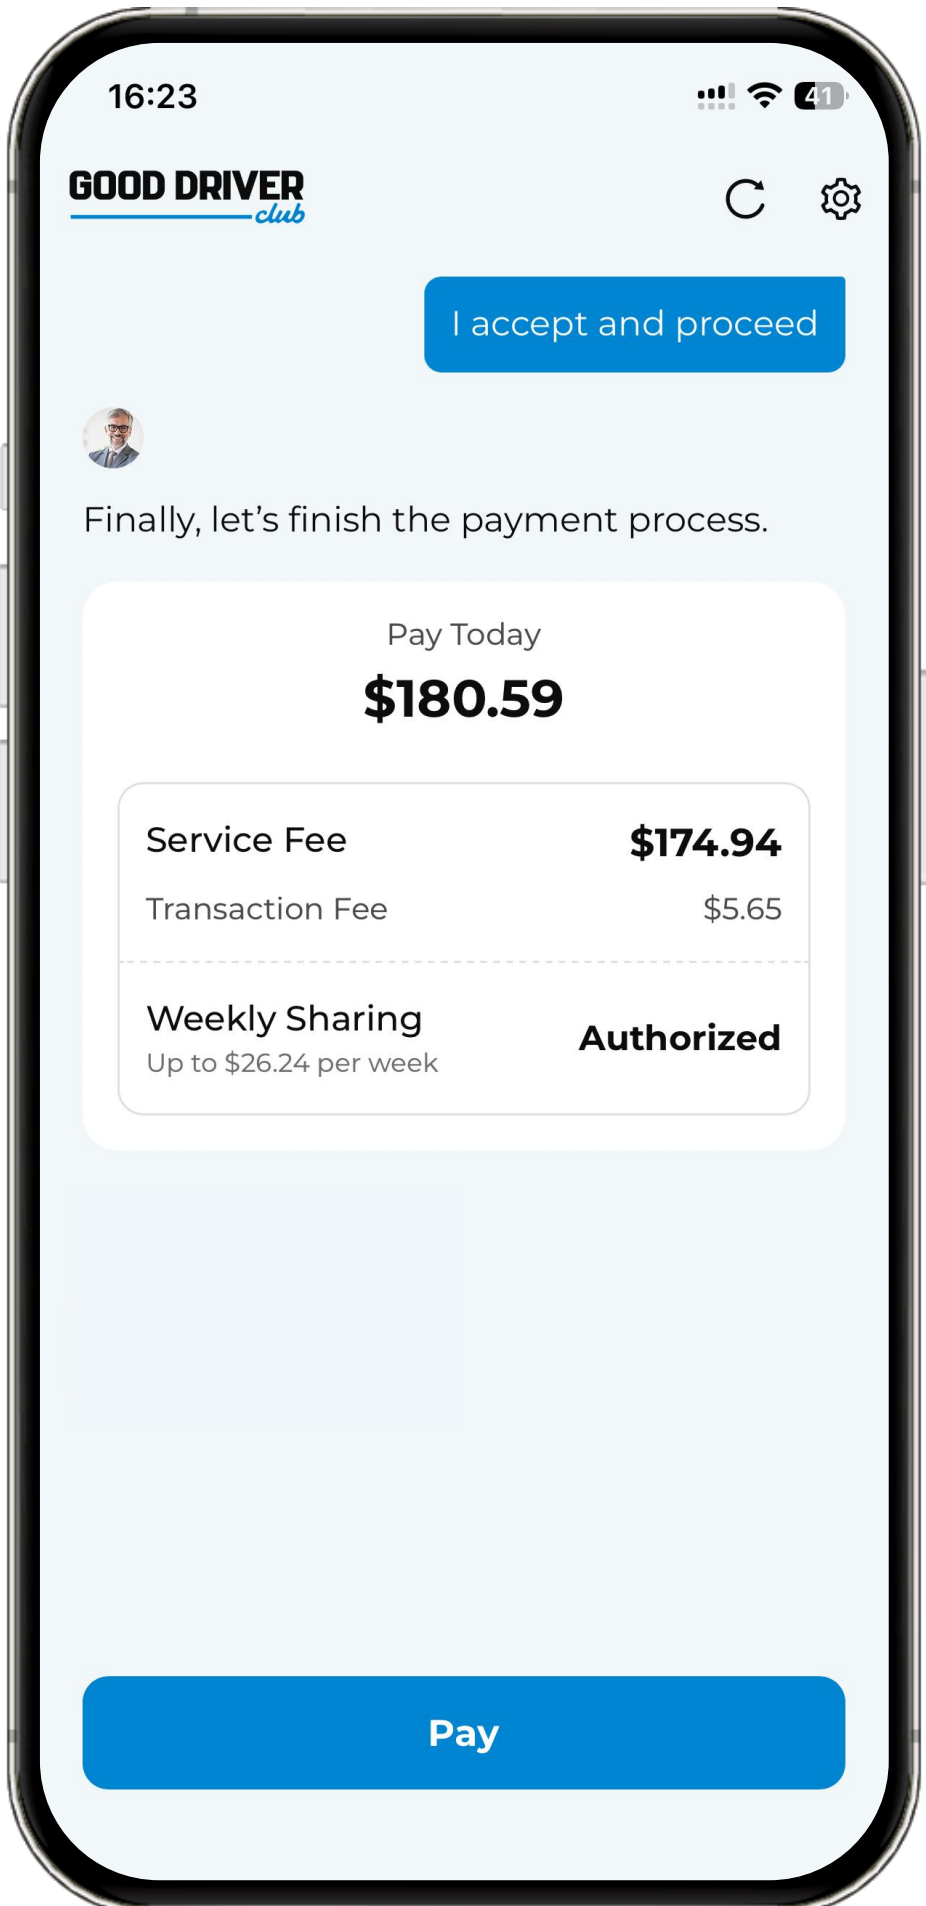 16:23
41
GOOD DRIVER
club
I accept and proceed
Finally, let’s finish the payment process.
Pay Today
$180.59
Service Fee $174.94
Transaction Fee $5.65
Weekly Sharing
Authorized
Up to $26.24 per week
Pay